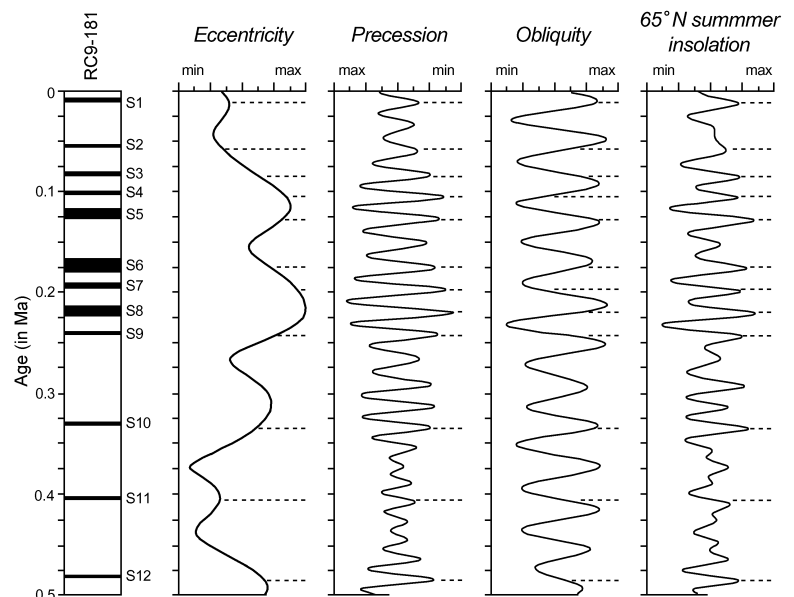 RC9-181
Eccentricity
Precession
Obliquity
65°N summmer
insolation
min max
max min
min max
min max
Age (in Ma)
0
0.1
0.2
0.3
0.4
0.5
S1
S2
S3
S4
S5
S6
S7
S8
S9
S10
S11
S12